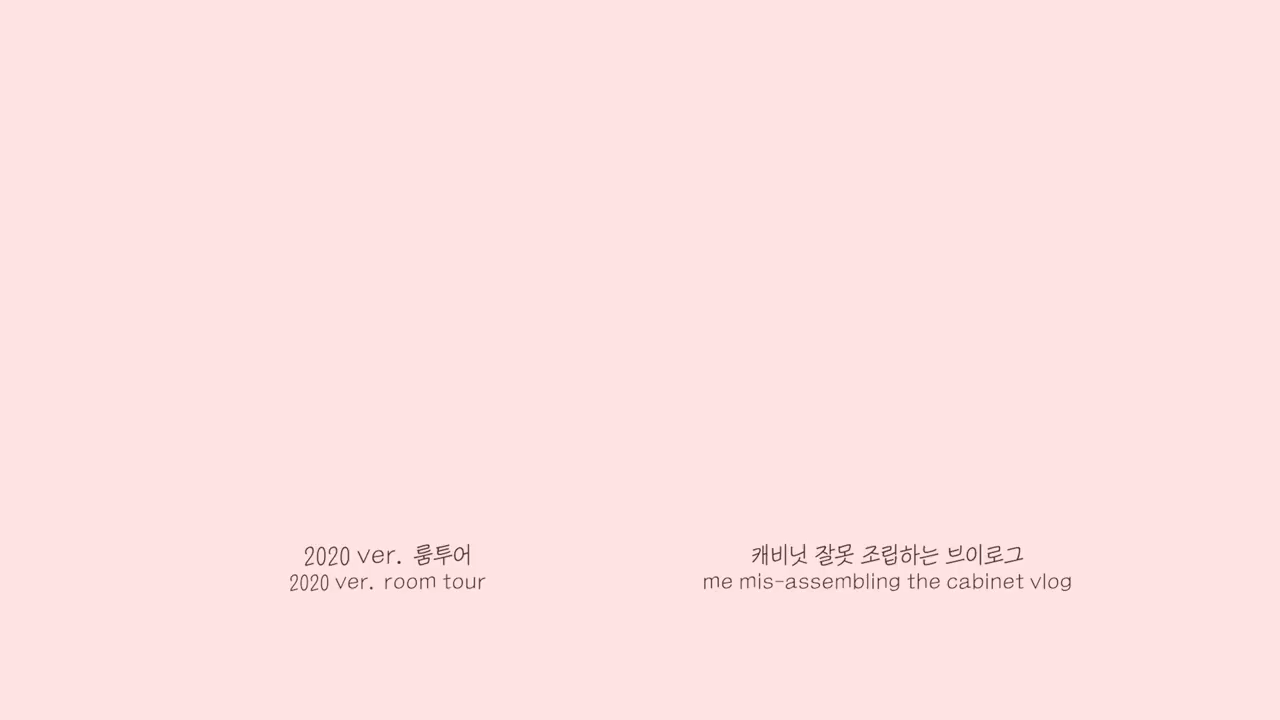 2020 ver. 룸투어
2020 ver. room tour
캐비닛 잘못 조립하는 브이로그
me mis-assembling the cabinet vlog